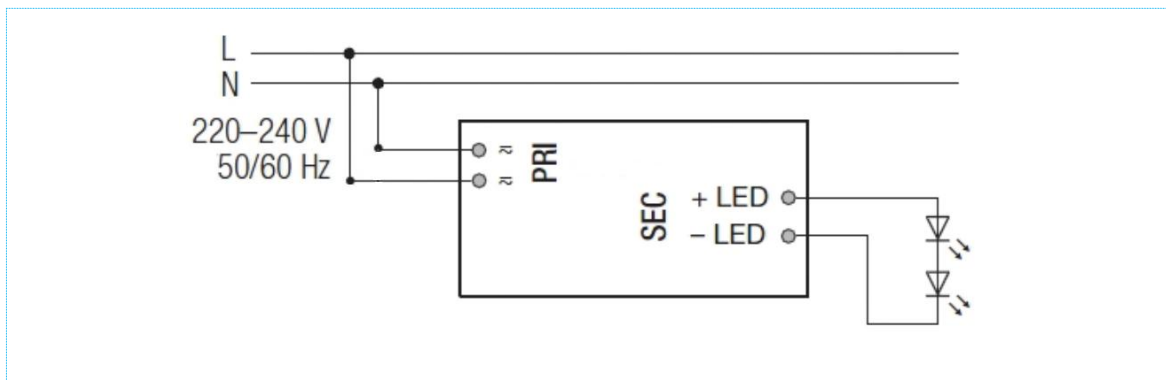 L
N
220–240 V
50/60 Hz
≂ PRI
≂
SEC
+ LED
– LED